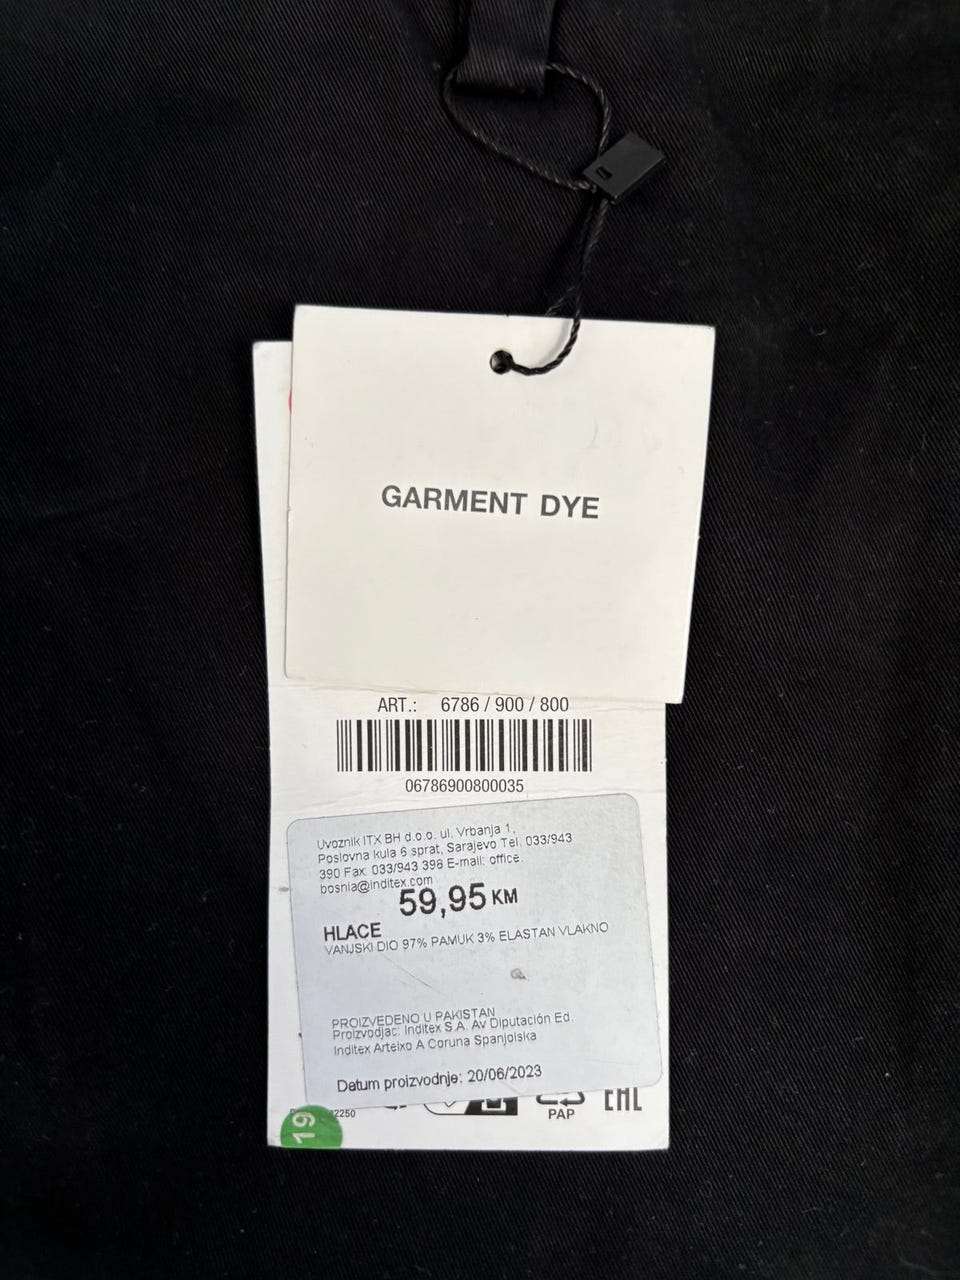 GARMENT DYE
ART.: 6786 / 900 / 800
06786900800035
Uvoznik ITX BH d.o.o. ul. Vrbanja 1,
Poslovna kula 6 sprat, Sarajevo Tel. 033/943
390 Fax: 033/943 398 E-mail: office.
bosnia@inditex.com
59,95 KM
HLACE
VANJSKI DIO 97% PAMUK 3% ELASTAN VLAKNO
PROIZVEDENO U PAKISTAN
Proizvodjac: Inditex S.A. Av Diputación Ed.
Inditex Arteixo A Coruna Spanjolska
Datum proizvodnje: 20/06/2023
2250
PAP
EAC
19